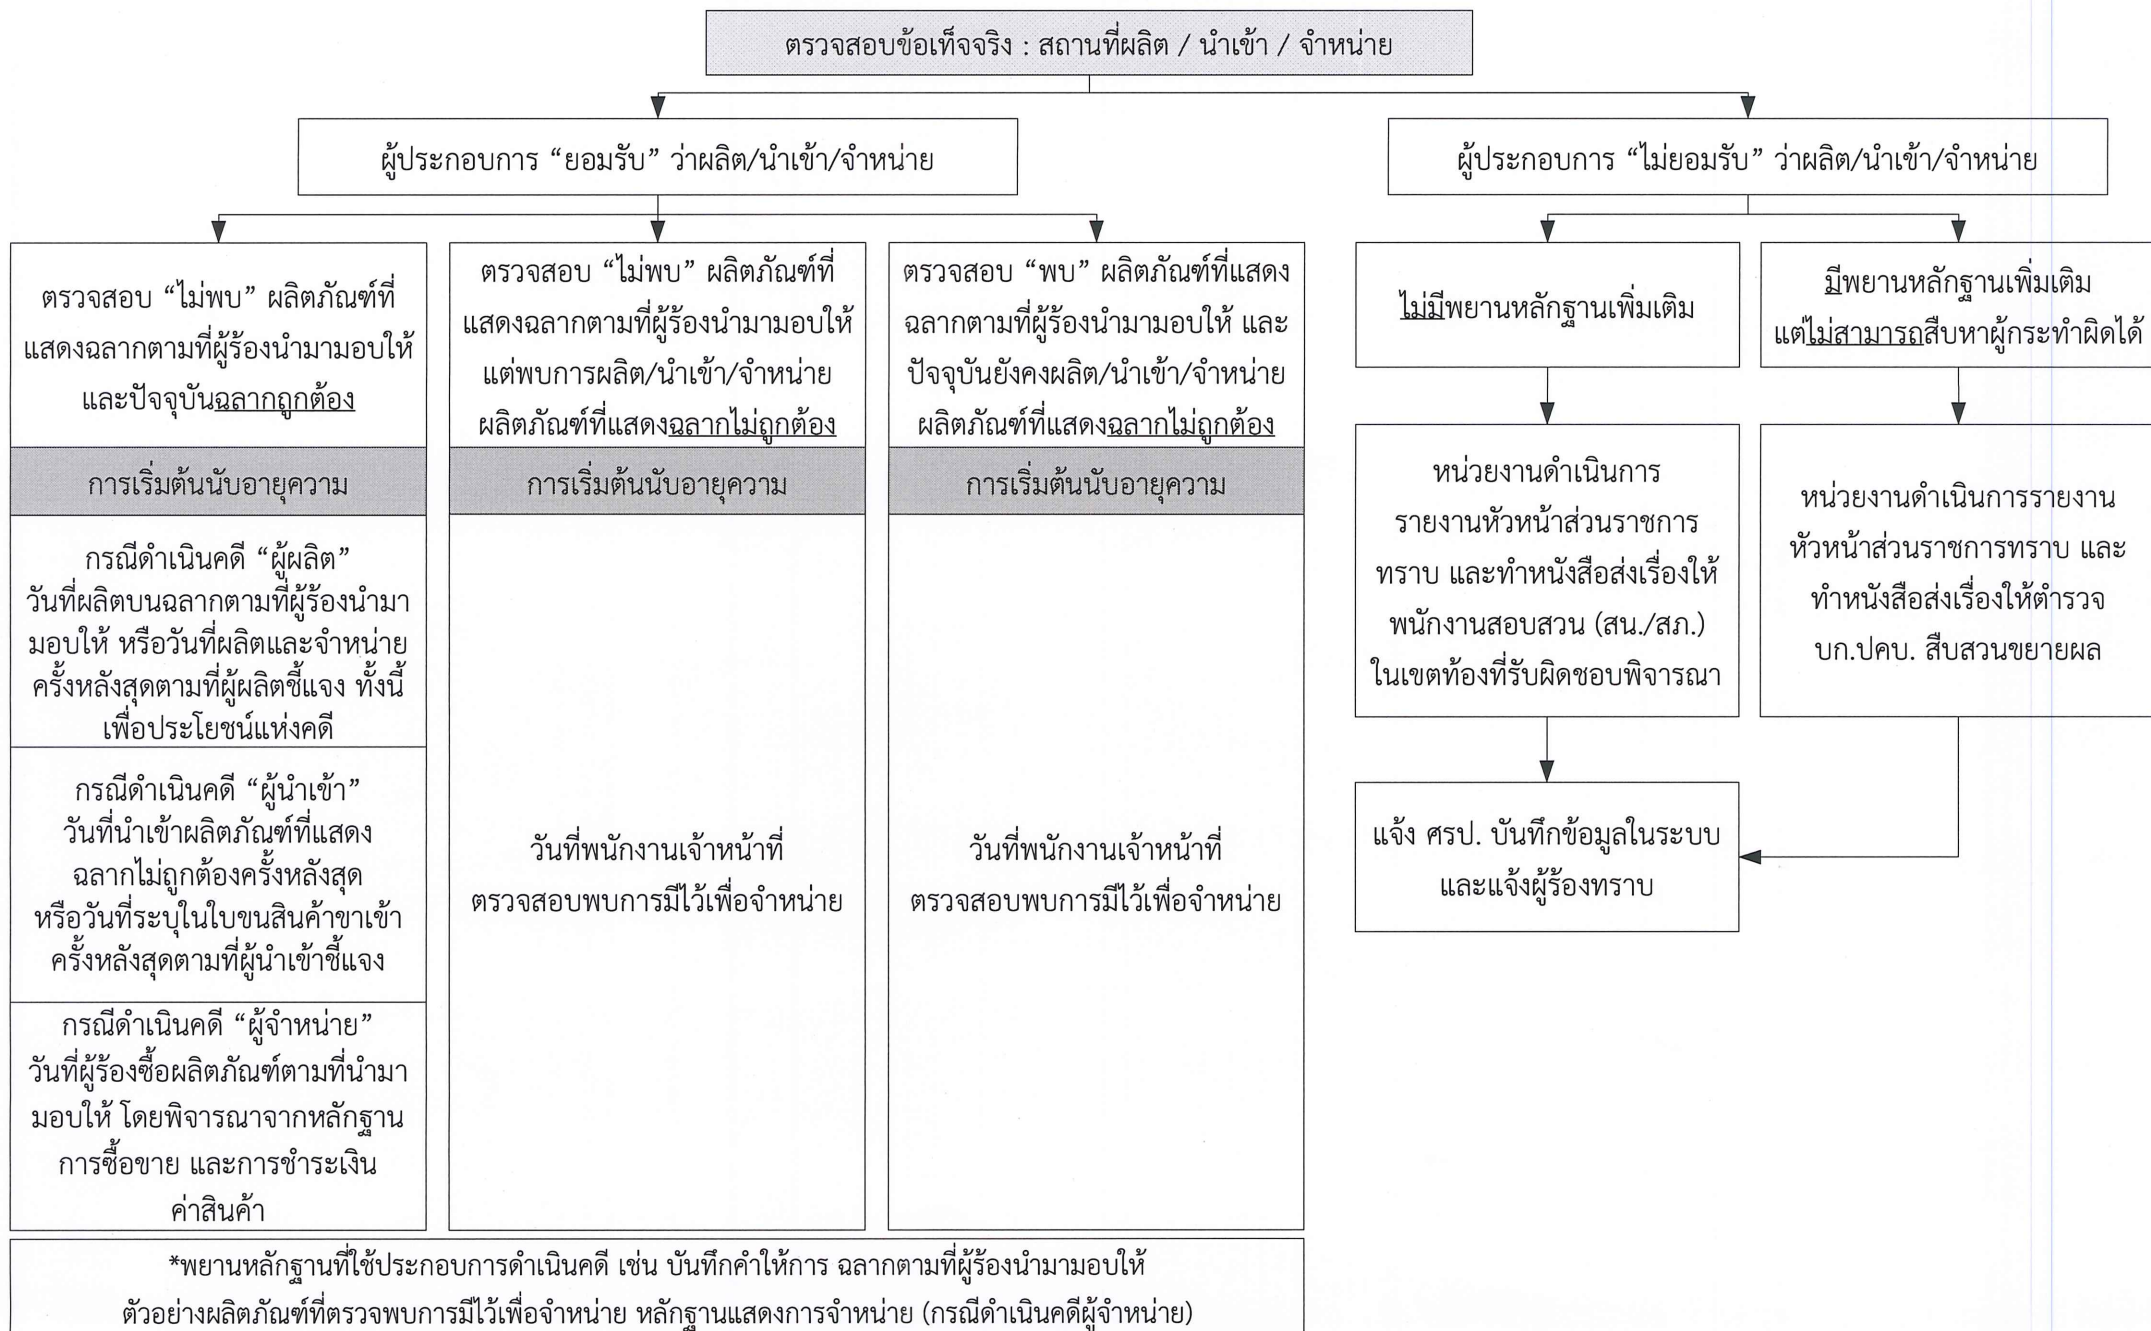 ตรวจสอบข้อเท็จจริง : สถานที่ผลิต / นำเข้า / จำหน่าย
ผู้ประกอบการ “ยอมรับ” ว่าผลิต/นำเข้า/จำหน่าย
ผู้ประกอบการ “ไม่ยอมรับ” ว่าผลิต/นำเข้า/จำหน่าย
ตรวจสอบ “ไม่พบ” ผลิตภัณฑ์ที่
แสดงฉลากตามที่ผู้ร้องนำมามอบให้
และปัจจุบันฉลากถูกต้อง
การเริ่มต้นนับอายุความ
กรณีดำเนินคดี “ผู้ผลิต”
วันที่ผลิตบนฉลากตามที่ผู้ร้องนำมา
มอบให้ หรือวันที่ผลิตและจำหน่าย
ครั้งหลังสุดตามที่ผู้ผลิตชี้แจง ทั้งนี้
เพื่อประโยชน์แห่งคดี
กรณีดำเนินคดี “ผู้นำเข้า”
วันที่นำเข้าผลิตภัณฑ์ที่แสดง
ฉลากไม่ถูกต้องครั้งหลังสุด
หรือวันที่ระบุในใบขนสินค้าขาเข้า
ครั้งหลังสุดตามที่ผู้นำเข้าชี้แจง
กรณีดำเนินคดี “ผู้จำหน่าย”
วันที่ผู้ร้องซื้อผลิตภัณฑ์ตามที่นำมา
มอบให้ โดยพิจารณาจากหลักฐาน
การซื้อขาย และการชำระเงิน
ค่าสินค้า
ตรวจสอบ “ไม่พบ” ผลิตภัณฑ์ที่
แสดงฉลากตามที่ผู้ร้องนำมามอบให้
แต่พบการผลิต/นำเข้า/จำหน่าย
ผลิตภัณฑ์ที่แสดงฉลากไม่ถูกต้อง
การเริ่มต้นนับอายุความ
วันที่พนักงานเจ้าหน้าที่
ตรวจสอบพบการมีไว้เพื่อจำหน่าย
ตรวจสอบ “พบ” ผลิตภัณฑ์ที่แสดง
ฉลากตามที่ผู้ร้องนำมามอบให้ และ
ปัจจุบันยังคงผลิต/นำเข้า/จำหน่าย
ผลิตภัณฑ์ที่แสดงฉลากไม่ถูกต้อง
การเริ่มต้นนับอายุความ
วันที่พนักงานเจ้าหน้าที่
ตรวจสอบพบการมีไว้เพื่อจำหน่าย
ไม่มีพยานหลักฐานเพิ่มเติม
หน่วยงานดำเนินการ
รายงานหัวหน้าส่วนราชการ
ทราบ และทำหนังสือส่งเรื่องให้
พนักงานสอบสวน (สน./สภ.)
ในเขตท้องที่รับผิดชอบพิจารณา
มีพยานหลักฐานเพิ่มเติม
แต่ไม่สามารถสืบหาผู้กระทำผิดได้
หน่วยงานดำเนินการรายงาน
หัวหน้าส่วนราชการทราบ และ
ทำหนังสือส่งเรื่องให้ตำรวจ
บก.ปคบ. สืบสวนขยายผล
แจ้ง ศรป. บันทึกข้อมูลในระบบ
และแจ้งผู้ร้องทราบ
*พยานหลักฐานที่ใช้ประกอบการดำเนินคดี เช่น บันทึกคำให้การ ฉลากตามที่ผู้ร้องนำมามอบให้
ตัวอย่างผลิตภัณฑ์ที่ตรวจพบการมีไว้เพื่อจำหน่าย หลักฐานแสดงการจำหน่าย (กรณีดำเนินคดีผู้จำหน่าย)